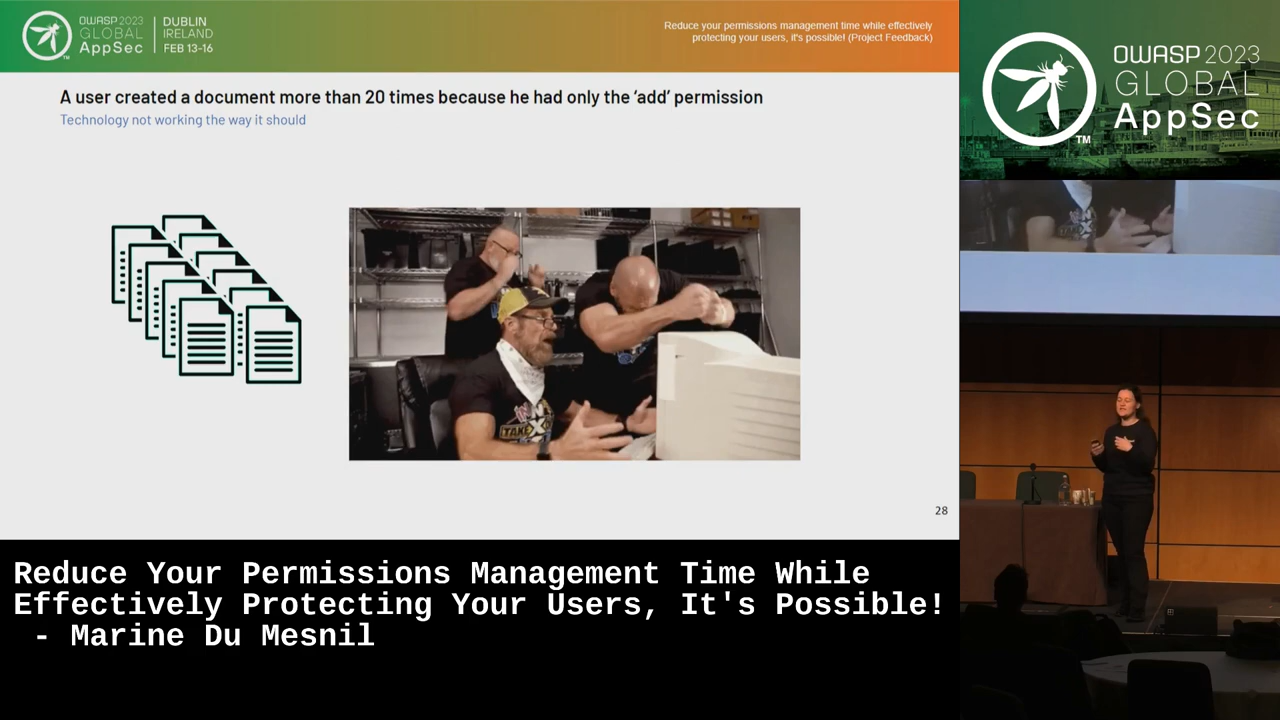 OWASP 2023
GLOBAL
AppSec
TM
DUBLIN
IRELAND
FEB 13-16
Reduce your permissions management time while effectively
protecting your users, it's possible! (Project Feedback)
A user created a document more than 20 times because he had only the ‘add’ permission
Technology not working the way it should
28
OWASP 2023
GLOBAL
AppSec
TM
Reduce Your Permissions Management Time While
Effectively Protecting Your Users, It's Possible!
- Marine Du Mesnil